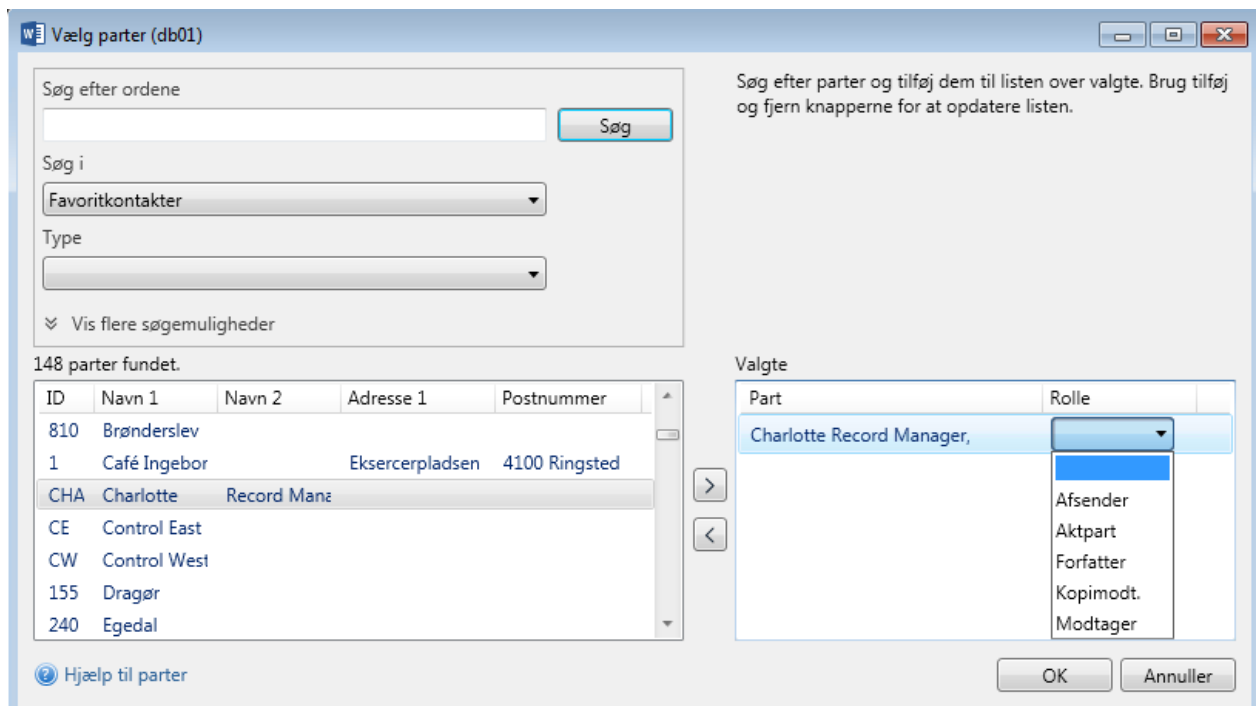 Vælg parter (db01)
Søg efter ordene
Søg
Søg i
Favoritkontakter
Type
Vis flere søgemuligheder
Søg efter parter og tilføj dem til listen over valgte. Brug tilføj
og fjern knapperne for at opdatere listen.
148 parter fundet.
ID Navn 1 Navn 2 Adresse 1 Postnummer
810 Brønderslev
1 Café Ingebor Eksercerpladsen 4100 Ringsted
CHA Charlotte Record Mana
CE Control East
CW Control West
155 Dragør
240 Egedal
>
<
Valgte
Part Rolle
Charlotte Record Manager,
Afsender
Aktpart
Forfatter
Kopimodt.
Modtager
Hjælp til parter
OK Annuller